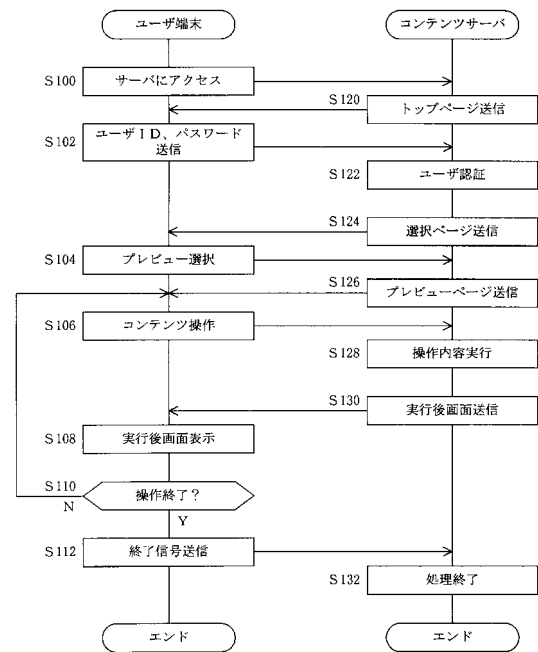 ユーザ端末
コンテンツサーバ
S100
サーバにアクセス
S120
トップページ送信
S102
ユーザID、パスワード
送信
S122
ユーザ認証
S124
選択ページ送信
S104
プレビュー選択
S126
プレビューページ送信
S106
コンテンツ操作
S128
操作内容実行
S130
実行後画面送信
S108
実行後画面表示
S110
操作終了?
N
Y
S112
終了信号送信
S132
処理終了
エンド
エンド